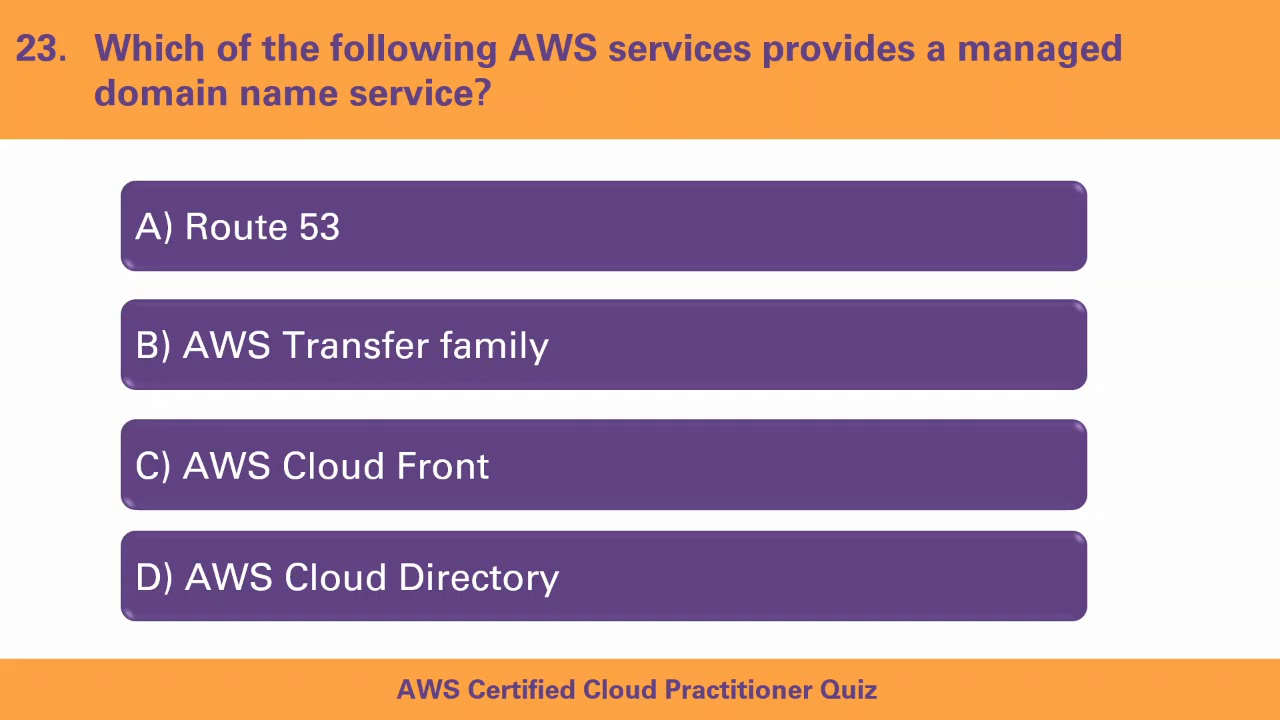 23. Which of the following AWS services provides a managed
domain name service?
A) Route 53
B) AWS Transfer family
C) AWS Cloud Front
D) AWS Cloud Directory
AWS Certified Cloud Practitioner Quiz